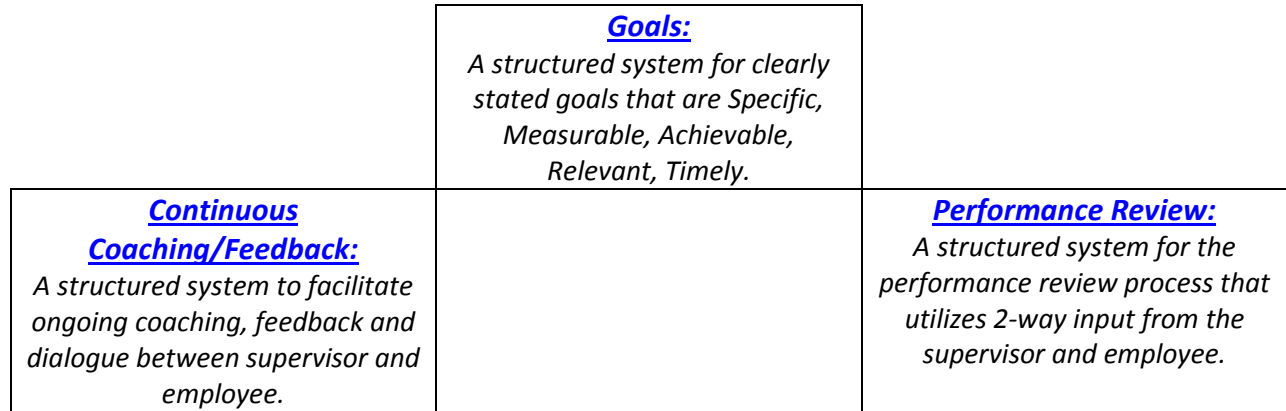 Goals:
A structured system for clearly
stated goals that are Specific,
Measurable, Achievable,
Relevant, Timely.
Continuous
Coaching/Feedback:
A structured system to facilitate
ongoing coaching, feedback and
dialogue between supervisor and
employee.
Performance Review:
A structured system for the
performance review process that
utilizes 2-way input from the
supervisor and employee.